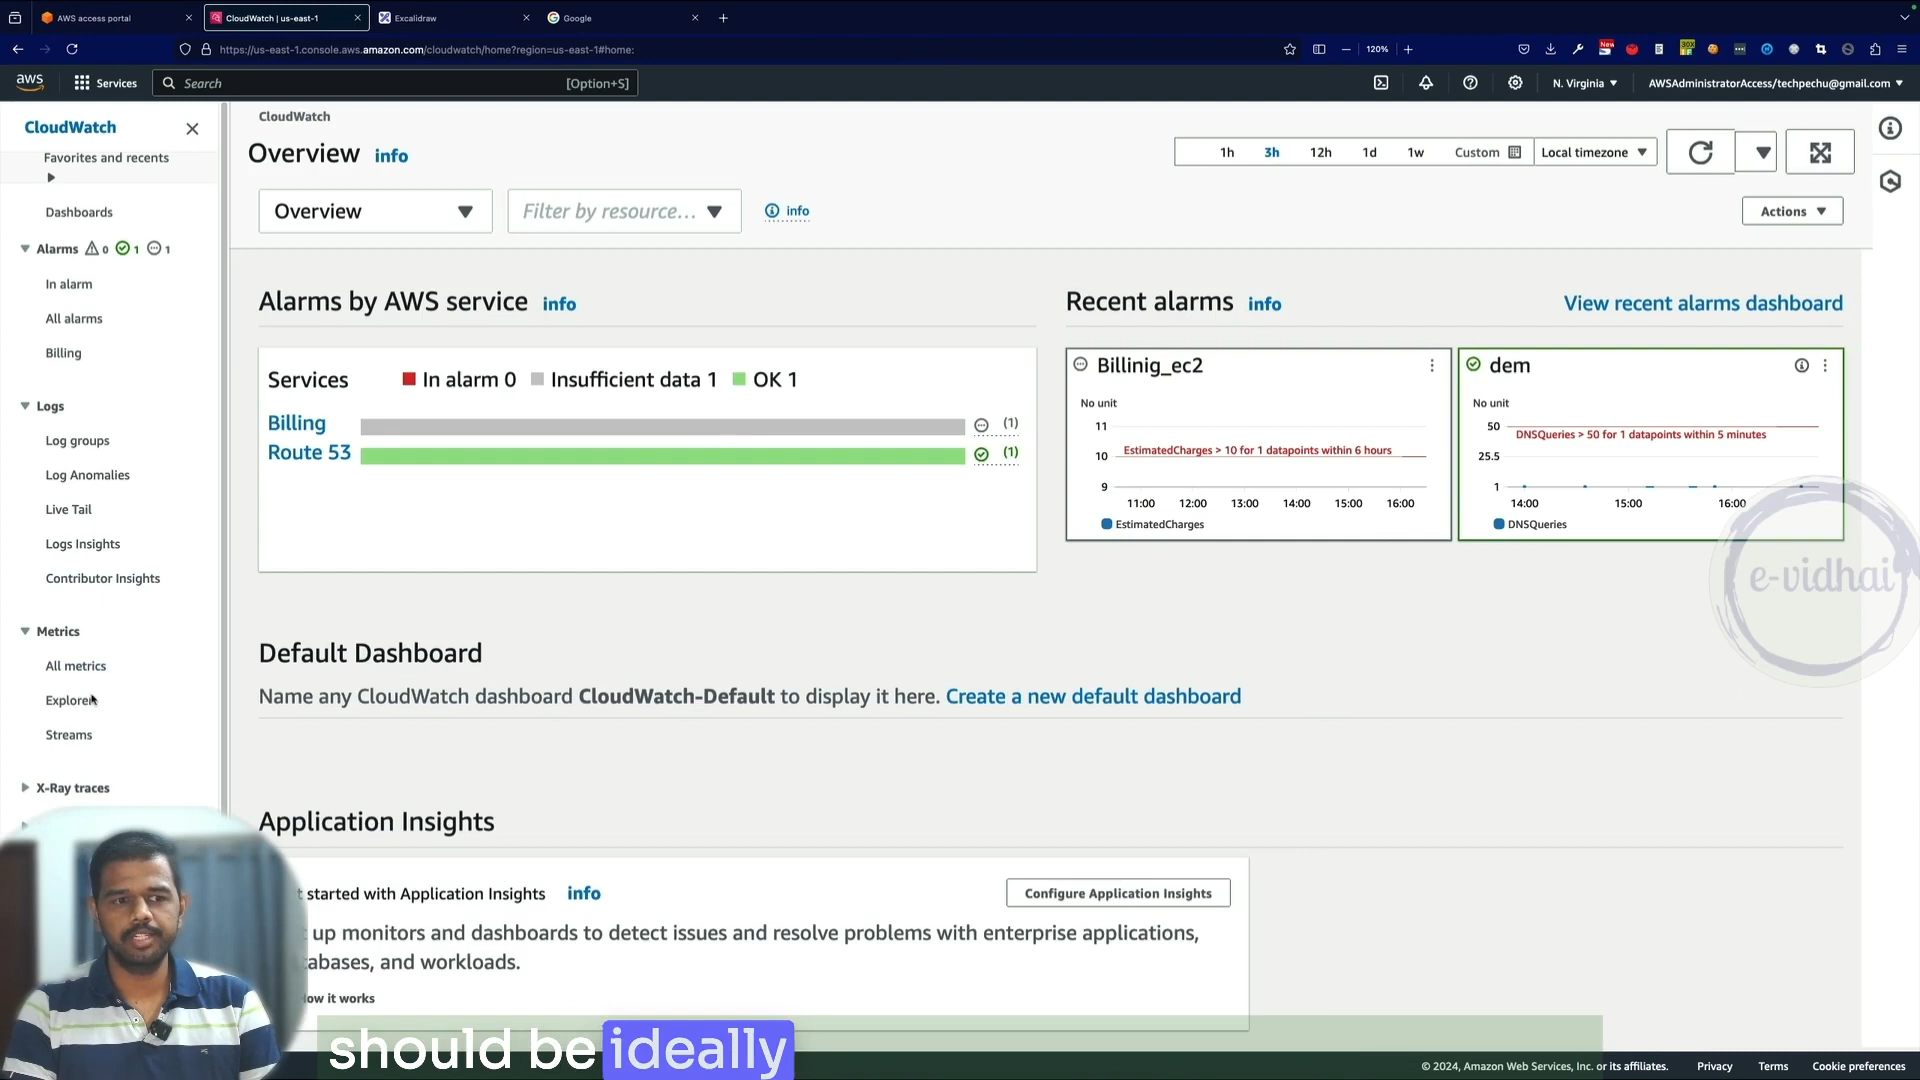 AWS access portal
CloudWatch | us-east-1
Excalidraw
Google
https://us-east-1.console.aws.amazon.com/cloudwatch/home?region=us-east-1#home:
120%
New
aws
Services
Search
[Option+S]
N. Virginia
AWSAdministratorAccess/techpechu@gmail.com
CloudWatch
Favorites and recents
Dashboards
Alarms 0 1 1
In alarm
All alarms
Billing
Logs
Log groups
Log Anomalies
Live Tail
Logs Insights
Contributor Insights
Metrics
All metrics
Explorer
Streams
X-Ray traces
CloudWatch
Overview info
1h 3h 12h 1d 1w Custom Local timezone
Overview
Filter by resource...
info
Actions
Alarms by AWS service info
Services In alarm 0 Insufficient data 1 OK 1
Billing (1)
Route 53 (1)
Recent alarms info
View recent alarms dashboard
Billinig_ec2
No unit
11
EstimatedCharges > 10 for 1 datapoints within 6 hours
10
9
11:00 12:00 13:00 14:00 15:00 16:00
EstimatedCharges
dem
No unit
50
DNSQueries > 50 for 1 datapoints within 5 minutes
25.5
1
14:00 15:00 16:00
DNSQueries
e-vidhai
Default Dashboard
Name any CloudWatch dashboard CloudWatch-Default to display it here. Create a new default dashboard
Application Insights
started with Application Insights info
Configure Application Insights
up monitors and dashboards to detect issues and resolve problems with enterprise applications,
and workloads.
it works
should be ideally
© 2024, Amazon Web Services, Inc. or its affiliates.
Privacy
Terms
Cookie preferences